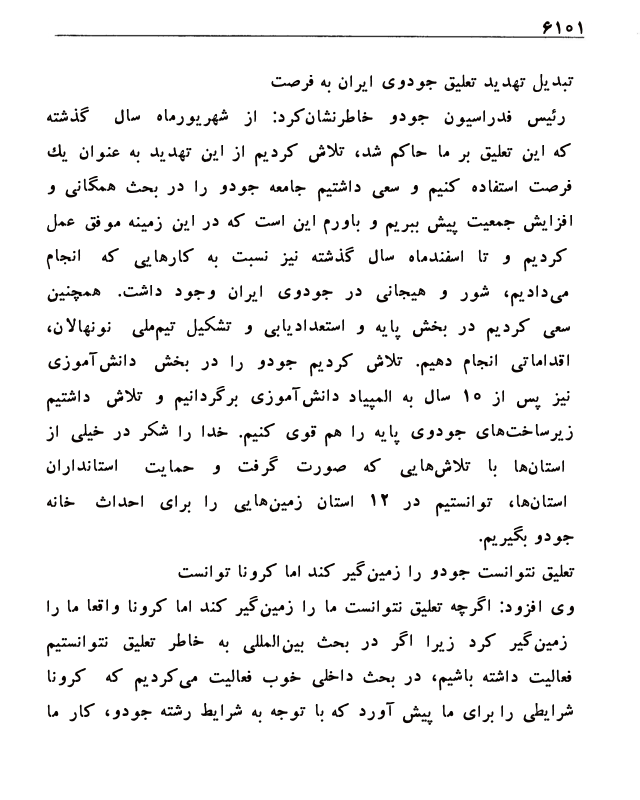 ۶۱۰۱
تبدیل تهدید تعلیق جودوی ایران به فرصت
رئیس فدراسیون جودو خاطرنشان‌کرد: از شهریورماه سال گذشته
که این تعلیق بر ما حاکم شد، تلاش کردیم از این تهدید به عنوان یك
فرصت استفاده کنیم و سعی داشتیم جامعه جودو را در بحث همگانی و
افزایش جمعیت پیش ببریم و باورم این است که در این زمینه موفق عمل
کردیم و تا اسفندماه سال گذشته نیز نسبت به کارهایی که انجام
می‌دادیم، شور و هیجانی در جودوی ایران وجود داشت. همچنین
سعی کردیم در بخش پایه و استعدادیابی و تشکیل تیم‌ملی نونهالان،
اقداماتی انجام دهیم. تلاش کردیم جودو را در بخش دانش‌آموزی
نیز پس از ۱۵ سال به المپیاد دانش‌آموزی برگردانیم و تلاش داشتیم
زیرساخت‌های جودوی پایه را هم قوی کنیم. خدا را شکر در خیلی از
استان‌ها با تلاش‌هایی که صورت گرفت و حمایت استانداران
استان‌ها، توانستیم در ۱۲ استان زمین‌هایی را برای احداث خانه
جودو بگیریم.
تعلیق نتوانست جودو را زمین‌گیر کند اما کرونا توانست
وی افزود: اگرچه تعلیق نتوانست ما را زمین‌گیر کند اما کرونا واقعا ما را
زمین‌گیر کرد زیرا اگر در بحث بین‌المللی به خاطر تعلیق نتوانستیم
فعالیت داشته باشیم، در بحث داخلی خوب فعالیت می‌کردیم که کرونا
شرایطی را برای ما پیش آورد که با توجه به شرایط رشته جودو، کار ما